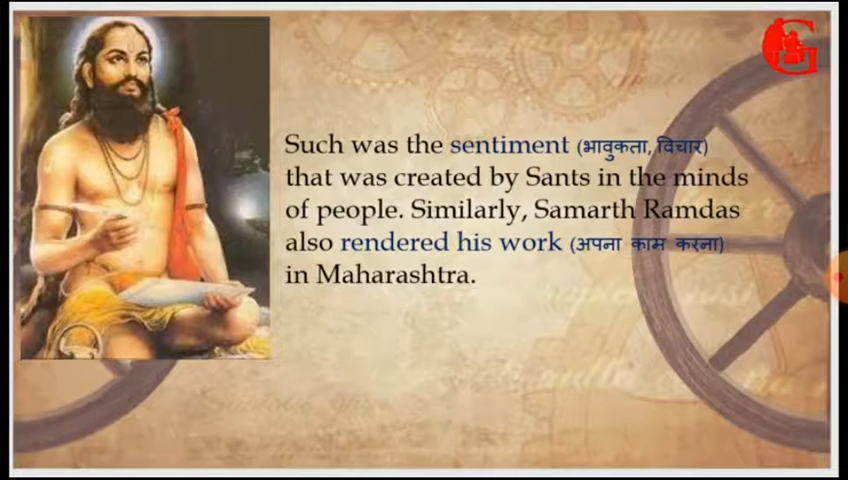 Such was the sentiment (भावुकता, विचार)
that was created by Sants in the minds
of people. Similarly, Samarth Ramdas
also rendered his work (अपना काम करना)
in Maharashtra.